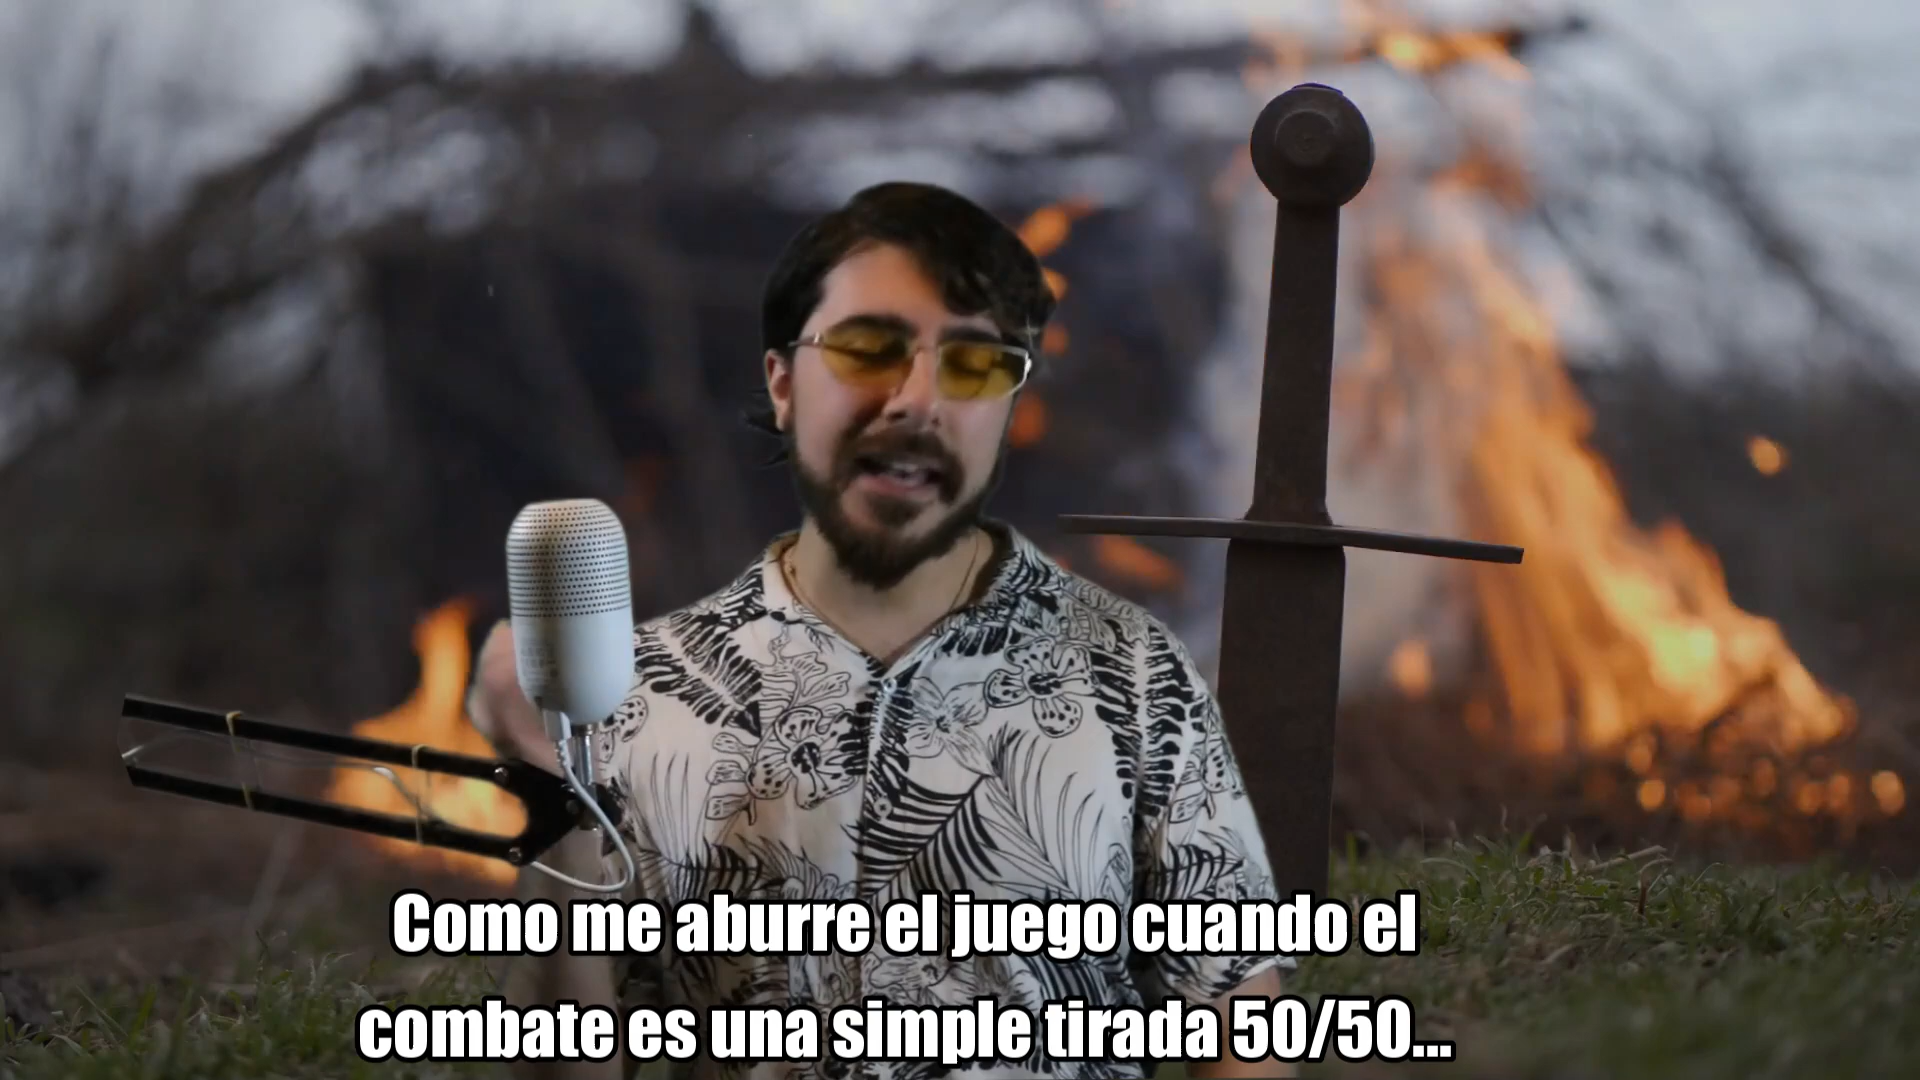 Como me aburre el juego cuando el
combate es una simple tirada 50/50...